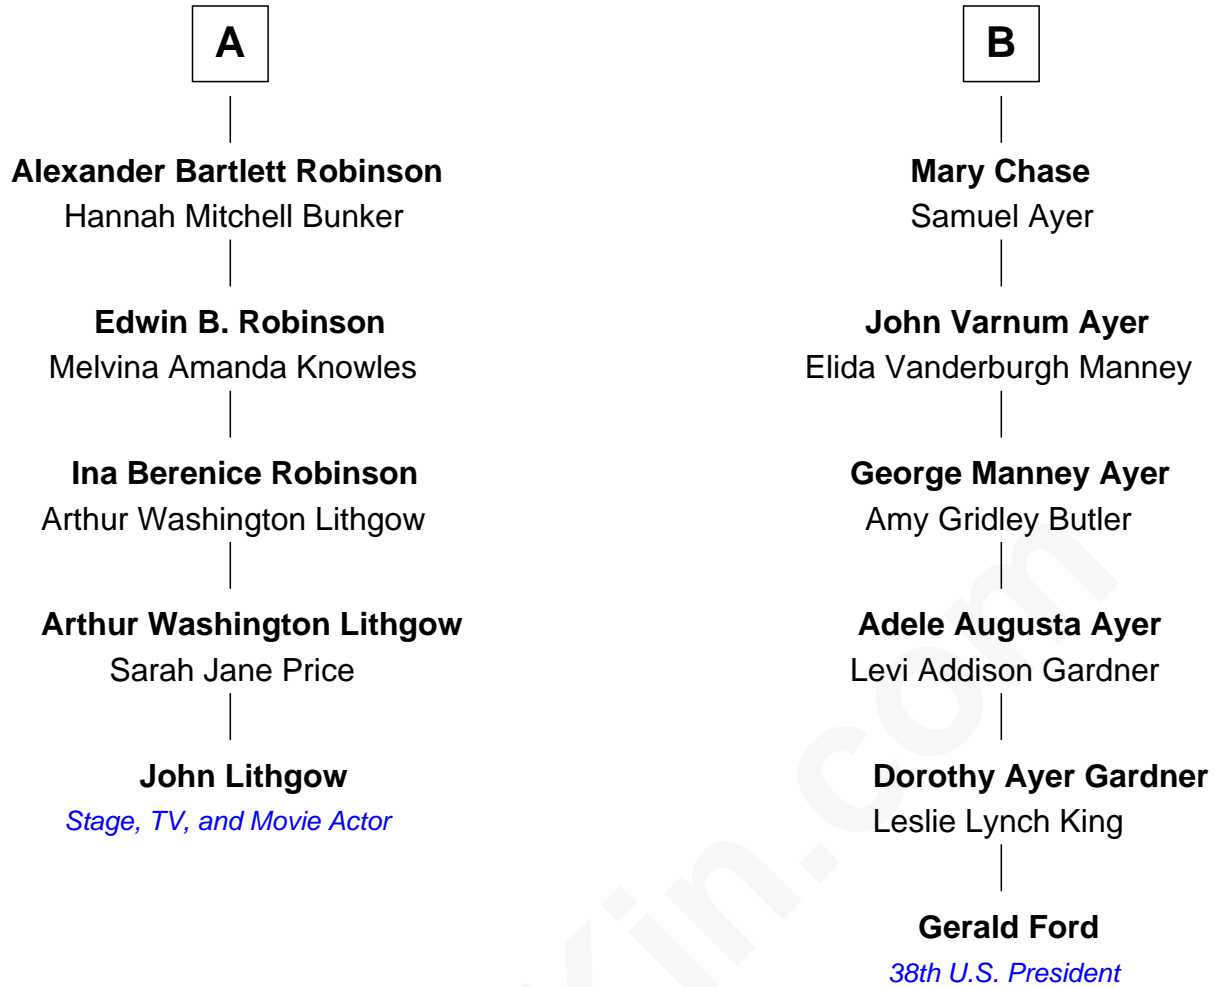 A
Alexander Bartlett Robinson
Hannah Mitchell Bunker
Edwin B. Robinson
Melvina Amanda Knowles
Ina Berenice Robinson
Arthur Washington Lithgow
Arthur Washington Lithgow
Sarah Jane Price
John Lithgow
Stage, TV, and Movie Actor
B
Mary Chase
Samuel Ayer
John Varnum Ayer
Elida Vanderburgh Manney
George Manney Ayer
Amy Gridley Butler
Adele Augusta Ayer
Levi Addison Gardner
Dorothy Ayer Gardner
Leslie Lynch King
Gerald Ford
38th U.S. President
Kin.com